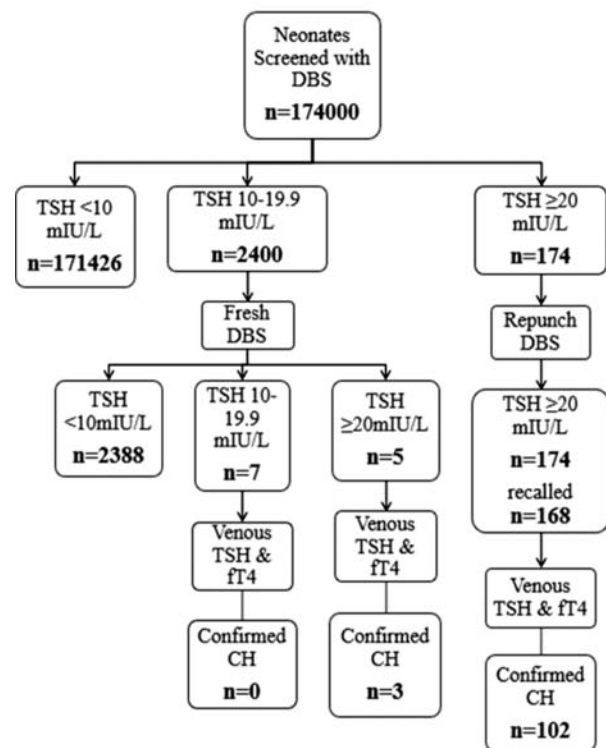 Neonates
Screened with
DBS
n=174000
TSH <10
mIU/L
n=171426
TSH 10-19.9
mIU/L
n=2400
TSH ≥20
mIU/L
n=174
Fresh
DBS
Repunch
DBS
TSH
<10mIU/L
n=2388
TSH 10-
19.9
mIU/L
n=7
TSH
≥20mIU/L
n=5
TSH ≥20
mIU/L
n=174
recalled
n=168
Venous
TSH &
fT4
Venous
TSH &
fT4
Venous
TSH & fT4
Confirmed
CH
n=0
Confirmed
CH
n=3
Confirmed
CH
n=102